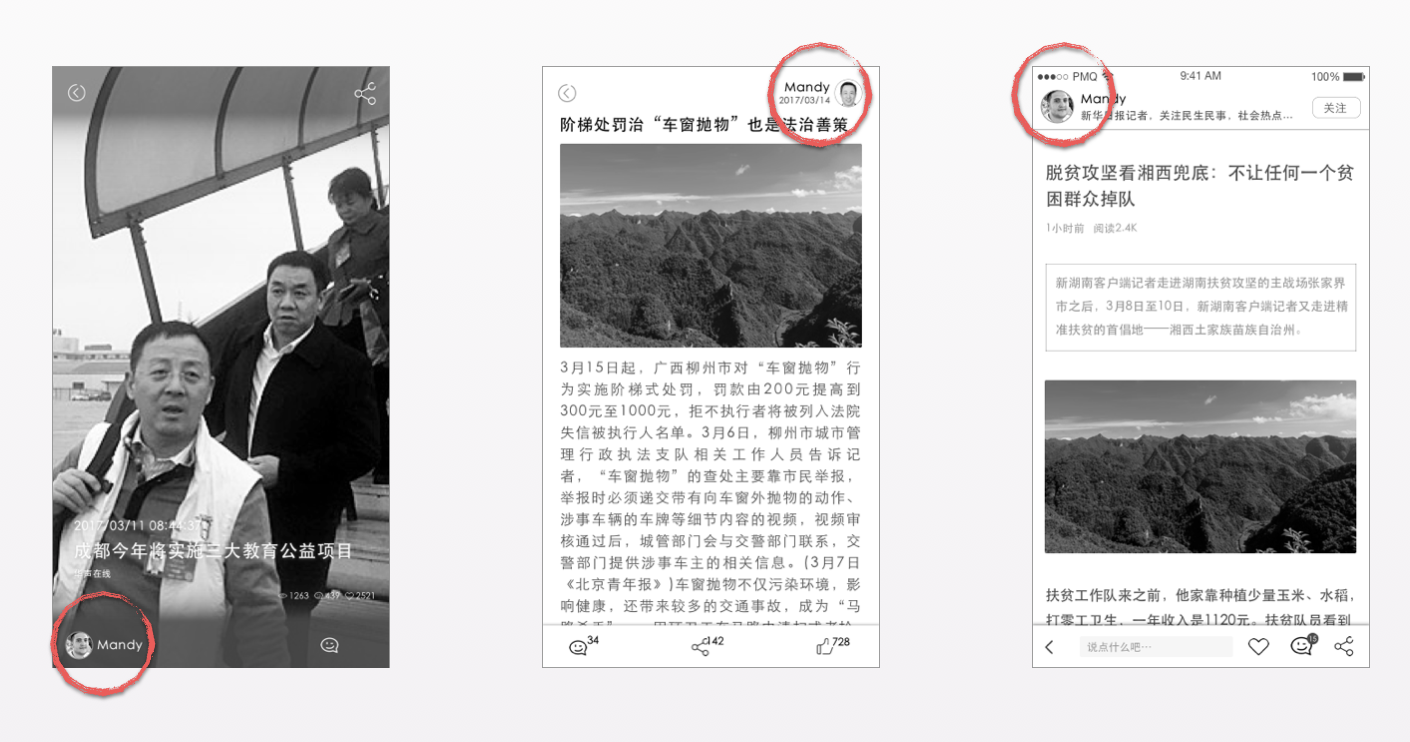 2017/03/11 08:44:37
成都今年将实施三大教育公益项目
华声在线
1263 439 2521
Mandy
Mandy
2017/03/14
阶梯处罚治“车窗抛物”也是法治善策
3月15日起，广西柳州市对“车窗抛物”行
为实施阶梯式处罚，罚款由200元提高到
300元至1000元，拒不执行者将被列入法院
失信被执行人名单。3月6日，柳州市城市管
理行政执法支队相关工作人员告诉记
者，“车窗抛物”的查处主要靠市民举报，
举报时必须递交带有向车窗外抛物的动作、
涉事车辆的车牌等细节内容的视频，视频审
核通过后，城管部门会与交警部门联系，交
警部门提供涉事车主的相关信息。(3月7日
《北京青年报》)车窗抛物不仅污染环境，影
响健康，还带来较多的交通事故，成为“马
34
142
728
PMQ 9:41 AM 100%
Mandy
新华日报记者，关注民生民事，社会热点...
关注
脱贫攻坚看湘西兜底：不让任何一个贫
困群众掉队
1小时前 阅读2.4K
新湖南客户端记者走进湖南扶贫攻坚的主战场张家界
市之后，3月8日至10日，新湖南客户端记者又走进精
准扶贫的首倡地——湘西土家族苗族自治州。
扶贫工作队来之前，他家靠种植少量玉米、水稻，
打零工卫生，一年收入是1120元。扶贫队员看到
说点什么吧...
15